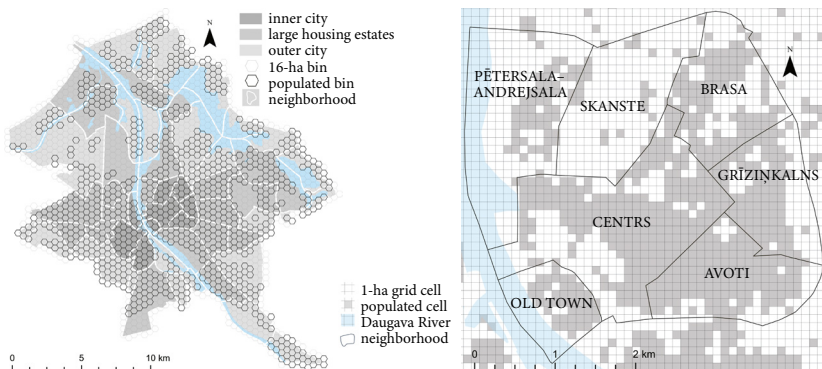 inner city
large housing estates
outer city
16-ha bin
populated bin
neighborhood
N
0 5 10 km
1-ha grid cell
populated cell
Daugava River
neighborhood
N
PĒTERSALA–
ANDREJSALA
SKANSTE
BRASA
GRĪZIŅKALNS
CENTRS
AVOTI
OLD TOWN
0 1 2 km